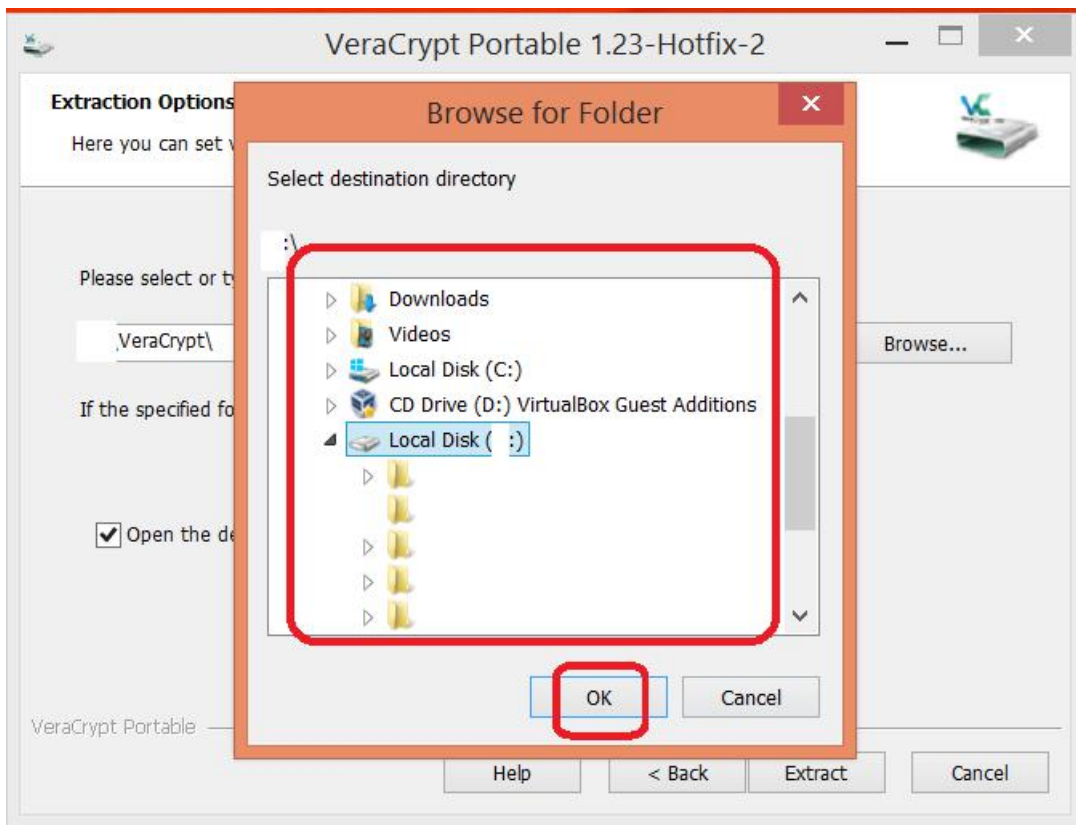 VeraCrypt Portable 1.23-Hotfix-2
Extraction Options
Here you can set
Browse for Folder
Select destination directory
:\
Please select or
VeraCrypt\
Browse...
If the specified
Open the
Downloads
Videos
Local Disk (C:)
CD Drive (D:) VirtualBox Guest Additions
Local Disk ( :)
OK
Cancel
VeraCrypt Portable
Help
< Back
Extract
Cancel